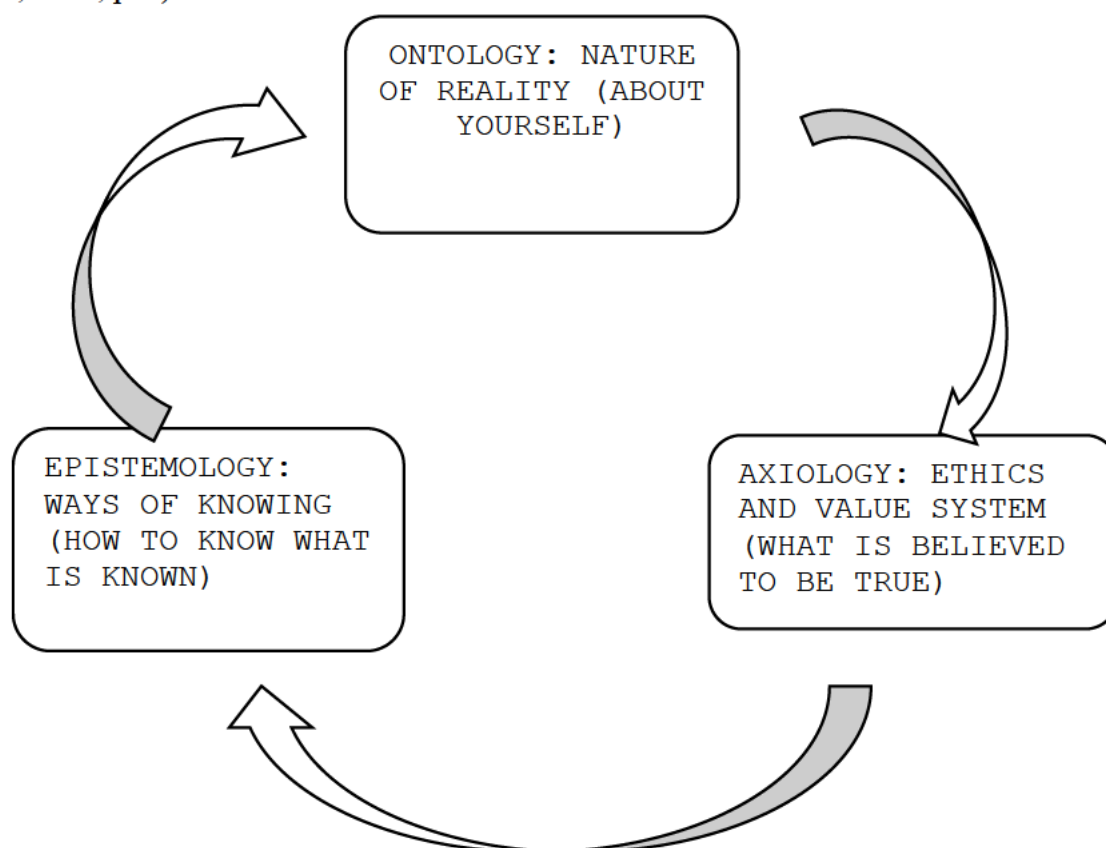 ONTOLOGY: NATURE
OF REALITY (ABOUT
YOURSELF)
EPISTEMOLOGY:
WAYS OF KNOWING
(HOW TO KNOW WHAT
IS KNOWN)
AXIOLOGY: ETHICS
AND VALUE SYSTEM
(WHAT IS BELIEVED
TO BE TRUE)